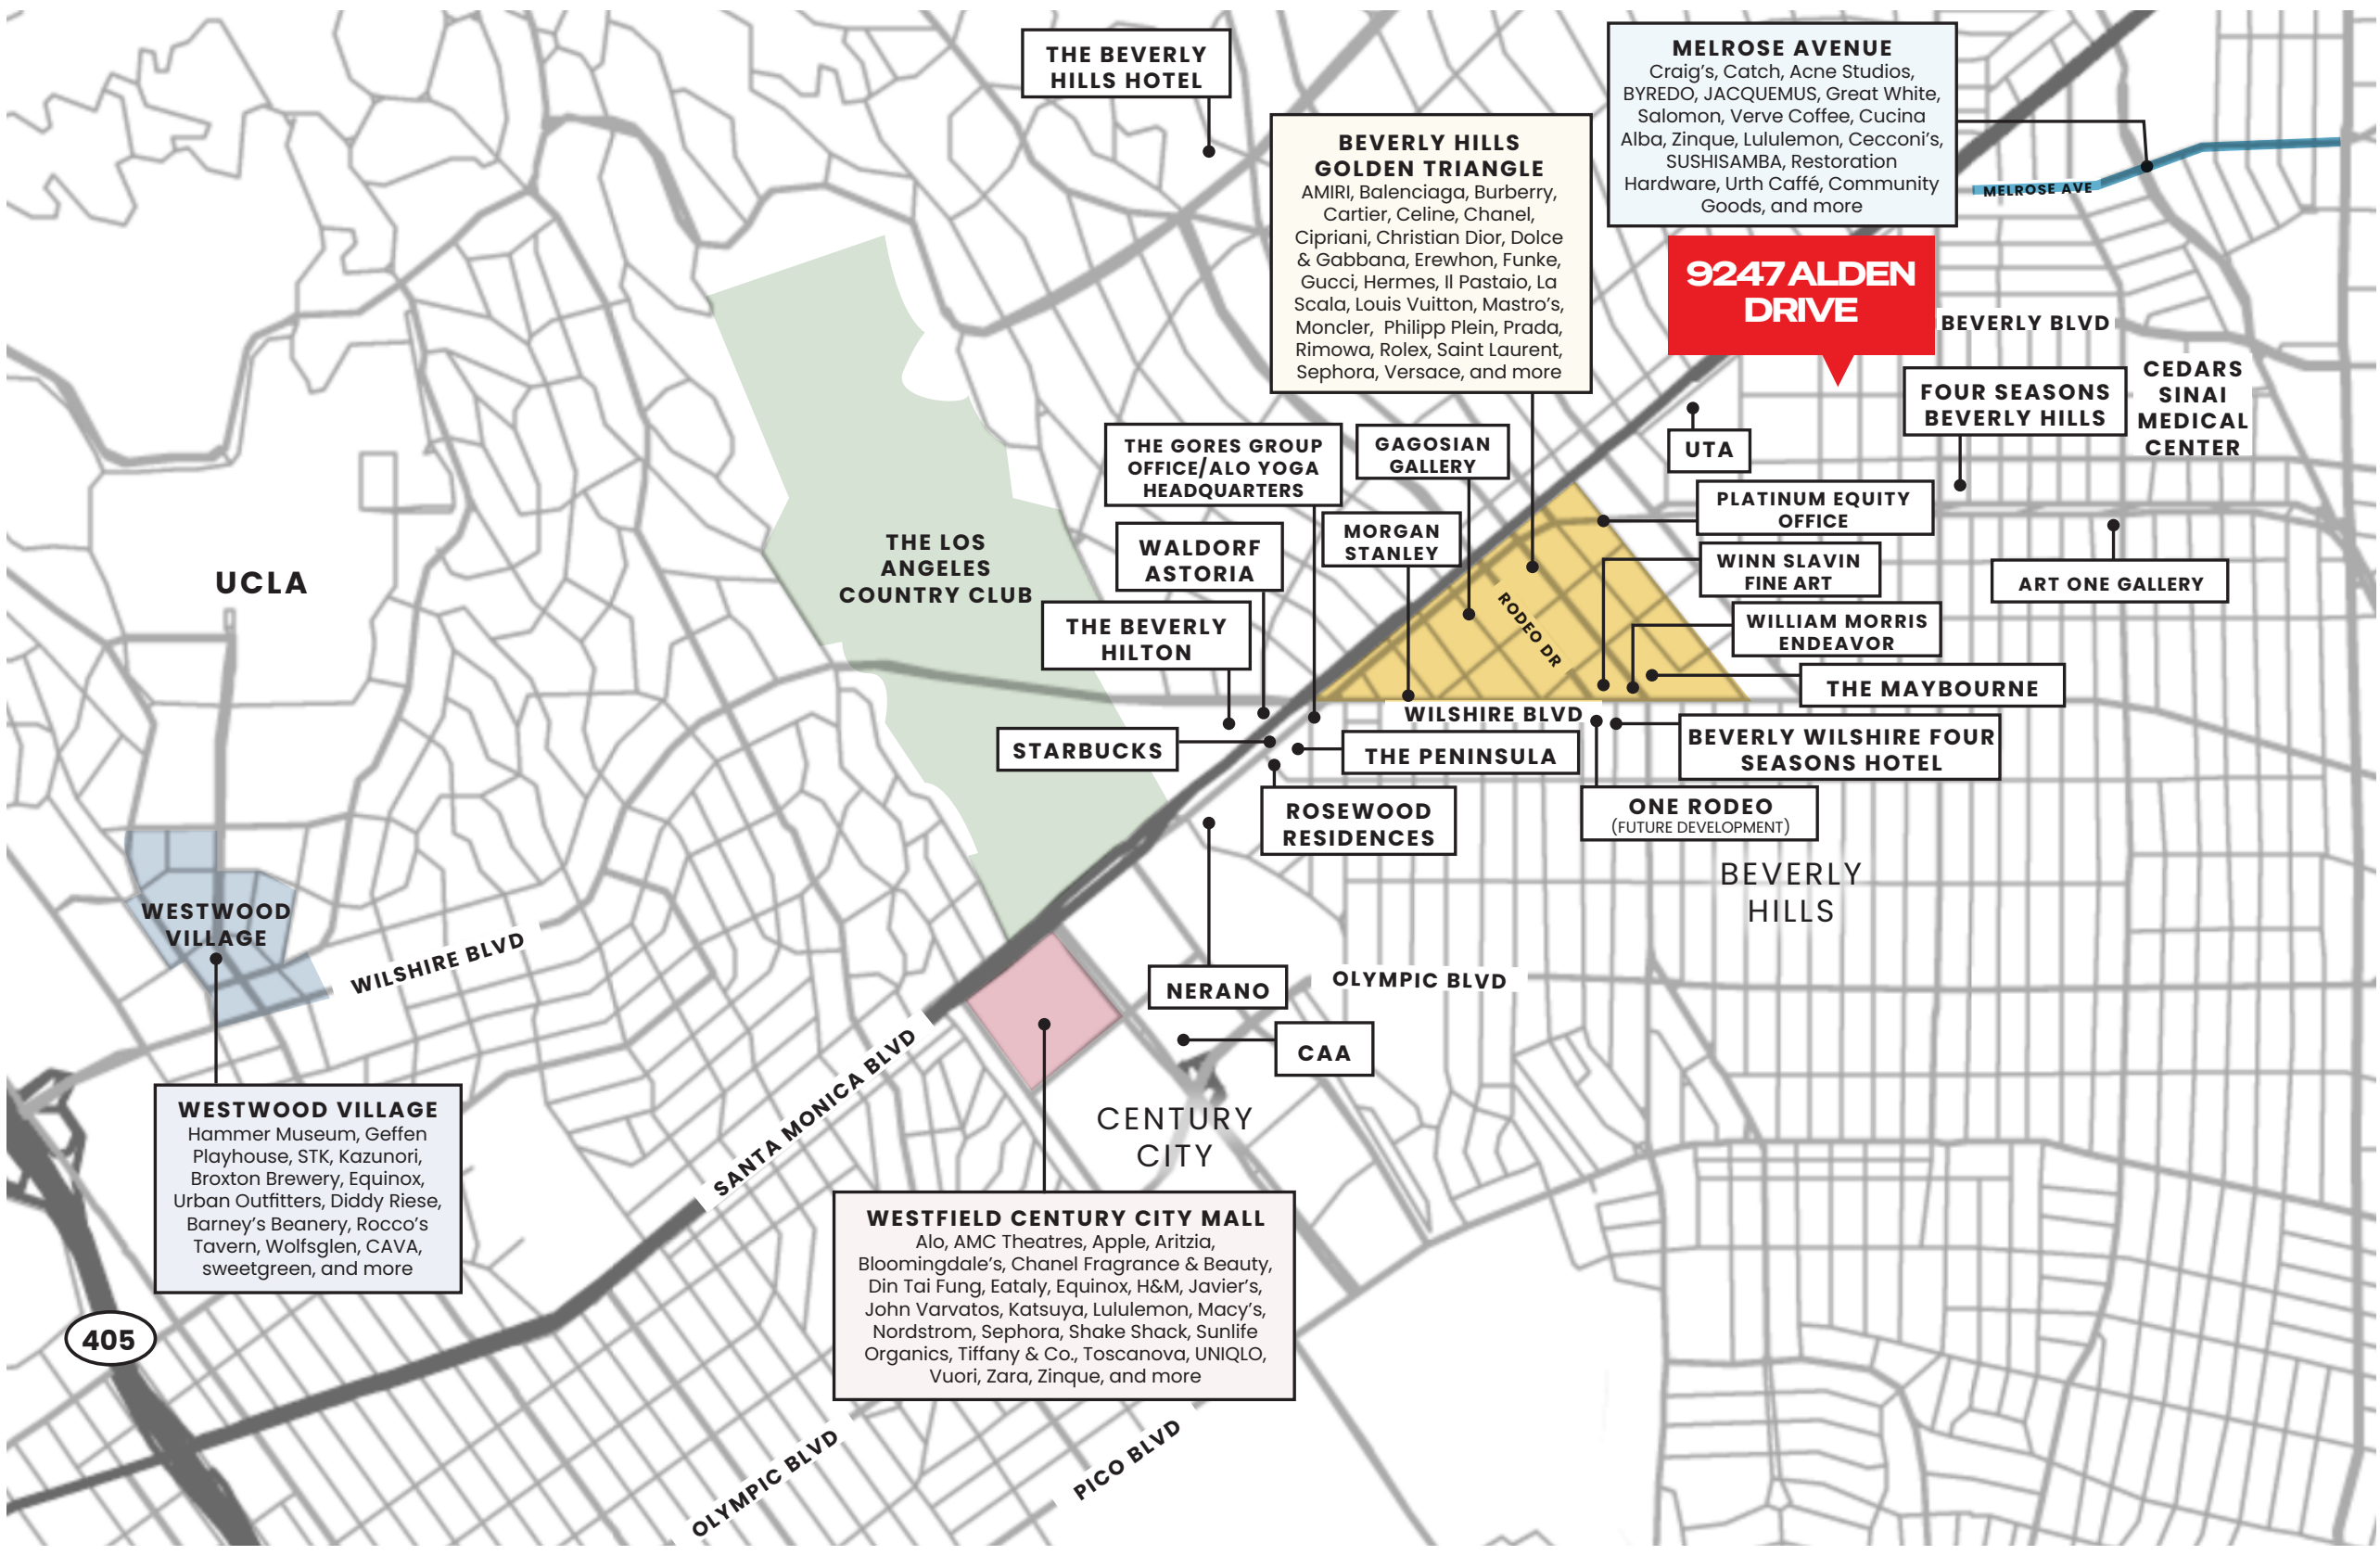 THE BEVERLY
HILLS HOTEL
MELROSE AVENUE
Craig's, Catch, Acne Studios,
BYREDO, JACQUEMUS, Great White,
Salomon, Verve Coffee, Cucina
Alba, Zinque, Lululemon, Cecconi's,
SUSHISAMBA, Restoration
Hardware, Urth Caffé, Community
Goods, and more
MELROSE AVE
BEVERLY HILLS
GOLDEN TRIANGLE
AMIRI, Balenciaga, Burberry,
Cartier, Celine, Chanel,
Cipriani, Christian Dior, Dolce
& Gabbana, Erewhon, Funke,
Gucci, Hermes, Il Pastaio, La
Scala, Louis Vuitton, Mastro's,
Moncler, Philipp Plein, Prada,
Rimowa, Rolex, Saint Laurent,
Sephora, Versace, and more
9247 ALDEN
DRIVE
BEVERLY BLVD
CEDARS
SINAI
MEDICAL
CENTER
FOUR SEASONS
BEVERLY HILLS
UTA
THE GORES GROUP
OFFICE/ALO YOGA
HEADQUARTERS
GAGOSIAN
GALLERY
MORGAN
STANLEY
PLATINUM EQUITY
OFFICE
WALDORF
ASTORIA
WINN SLAVIN
FINE ART
ART ONE GALLERY
THE LOS
ANGELES
COUNTRY CLUB
UCLA
RODEO DR
THE BEVERLY
HILTON
WILLIAM MORRIS
ENDEAVOR
THE MAYBOURNE
WILSHIRE BLVD
STARBUCKS
THE PENINSULA
BEVERLY WILSHIRE FOUR
SEASONS HOTEL
ROSEWOOD
RESIDENCES
ONE RODEO
(FUTURE DEVELOPMENT)
BEVERLY
HILLS
WESTWOOD
VILLAGE
WILSHIRE BLVD
NERANO
OLYMPIC BLVD
CAA
SANTA MONICA BLVD
CENTURY
CITY
WESTWOOD VILLAGE
Hammer Museum, Geffen
Playhouse, STK, Kazunori,
Broxton Brewery, Equinox,
Urban Outfitters, Diddy Riese,
Barney's Beanery, Rocco's
Tavern, Wolfsglen, CAVA,
sweetgreen, and more
WESTFIELD CENTURY CITY MALL
Alo, AMC Theatres, Apple, Aritzia,
Bloomingdale's, Chanel Fragrance & Beauty,
Din Tai Fung, Eataly, Equinox, H&M, Javier's,
John Varvatos, Katsuya, Lululemon, Macy's,
Nordstrom, Sephora, Shake Shack, Sunlife
Organics, Tiffany & Co., Toscanova, UNIQLO,
Vuori, Zara, Zinque, and more
405
OLYMPIC BLVD
PICO BLVD